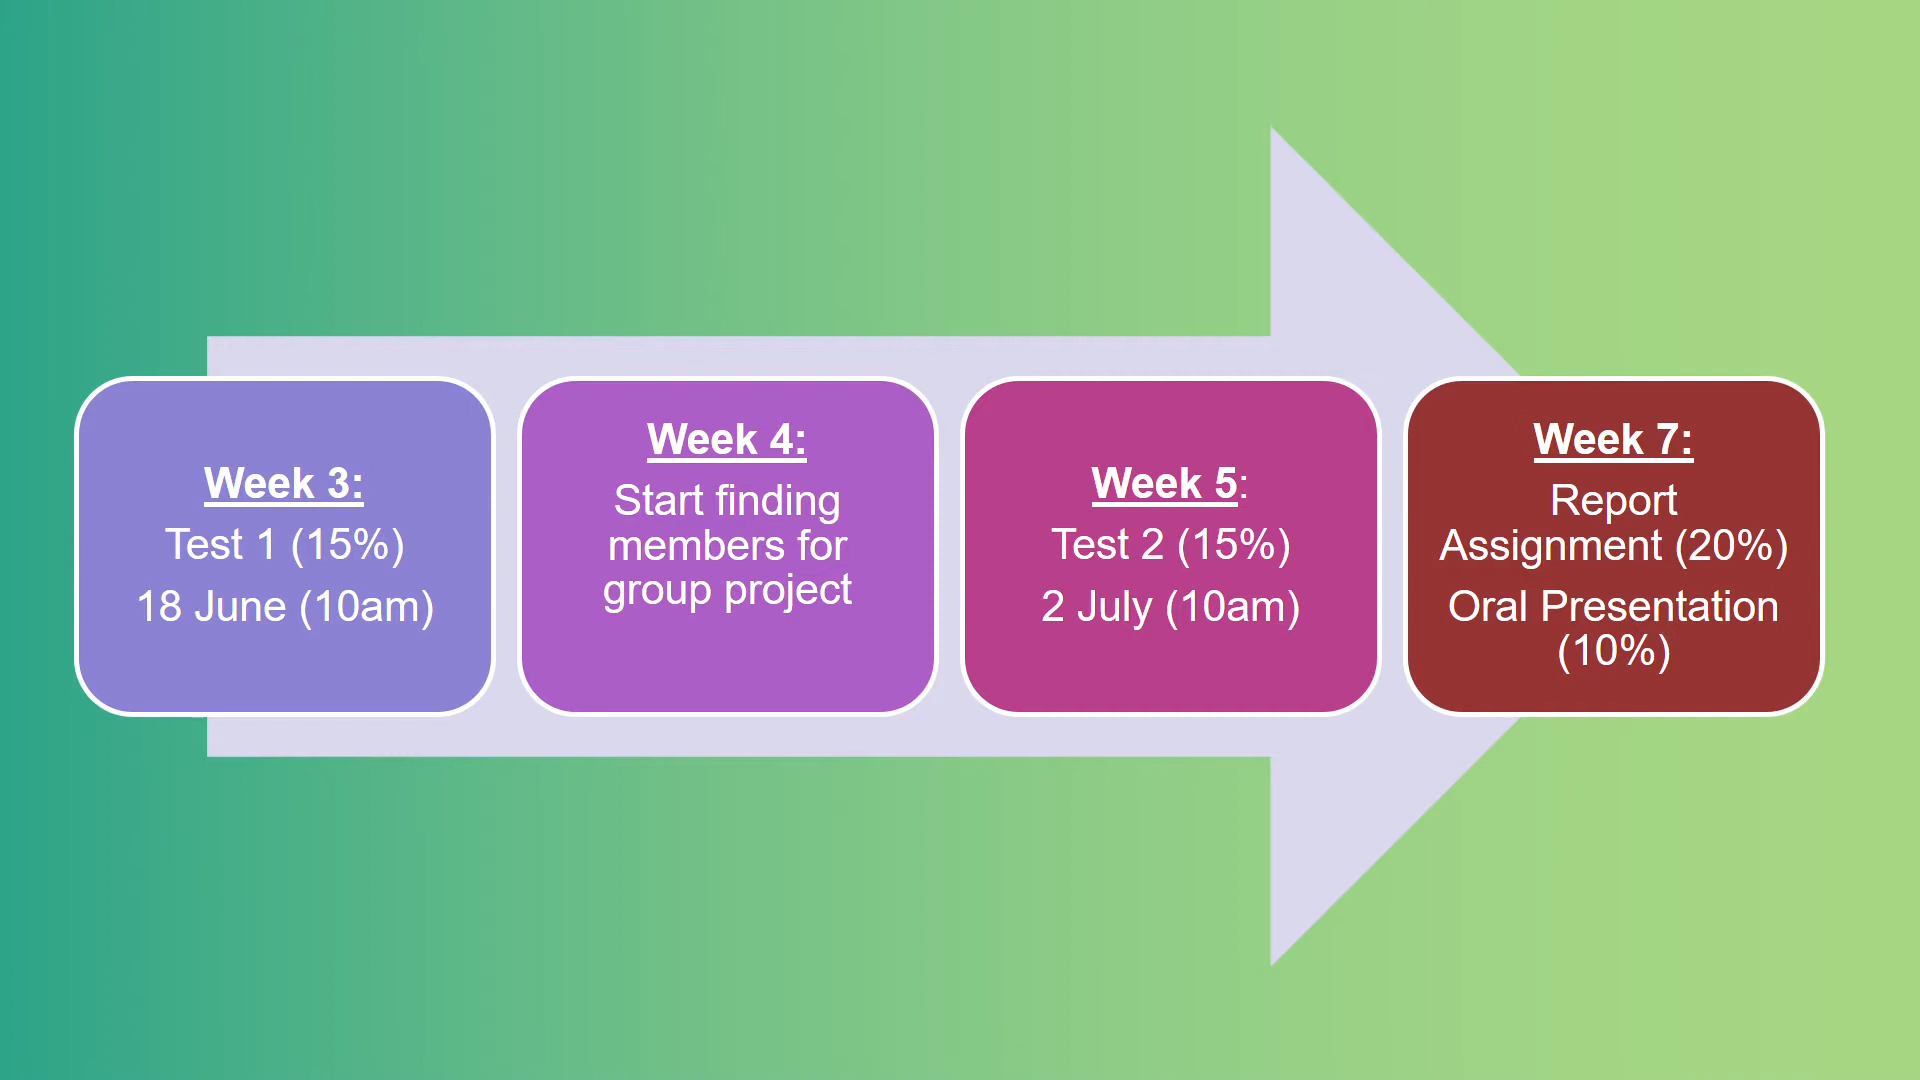 Week 3:
Test 1 (15%)
18 June (10am)
Week 4:
Start finding
members for
group project
Week 5:
Test 2 (15%)
2 July (10am)
Week 7:
Report
Assignment (20%)
Oral Presentation
(10%)